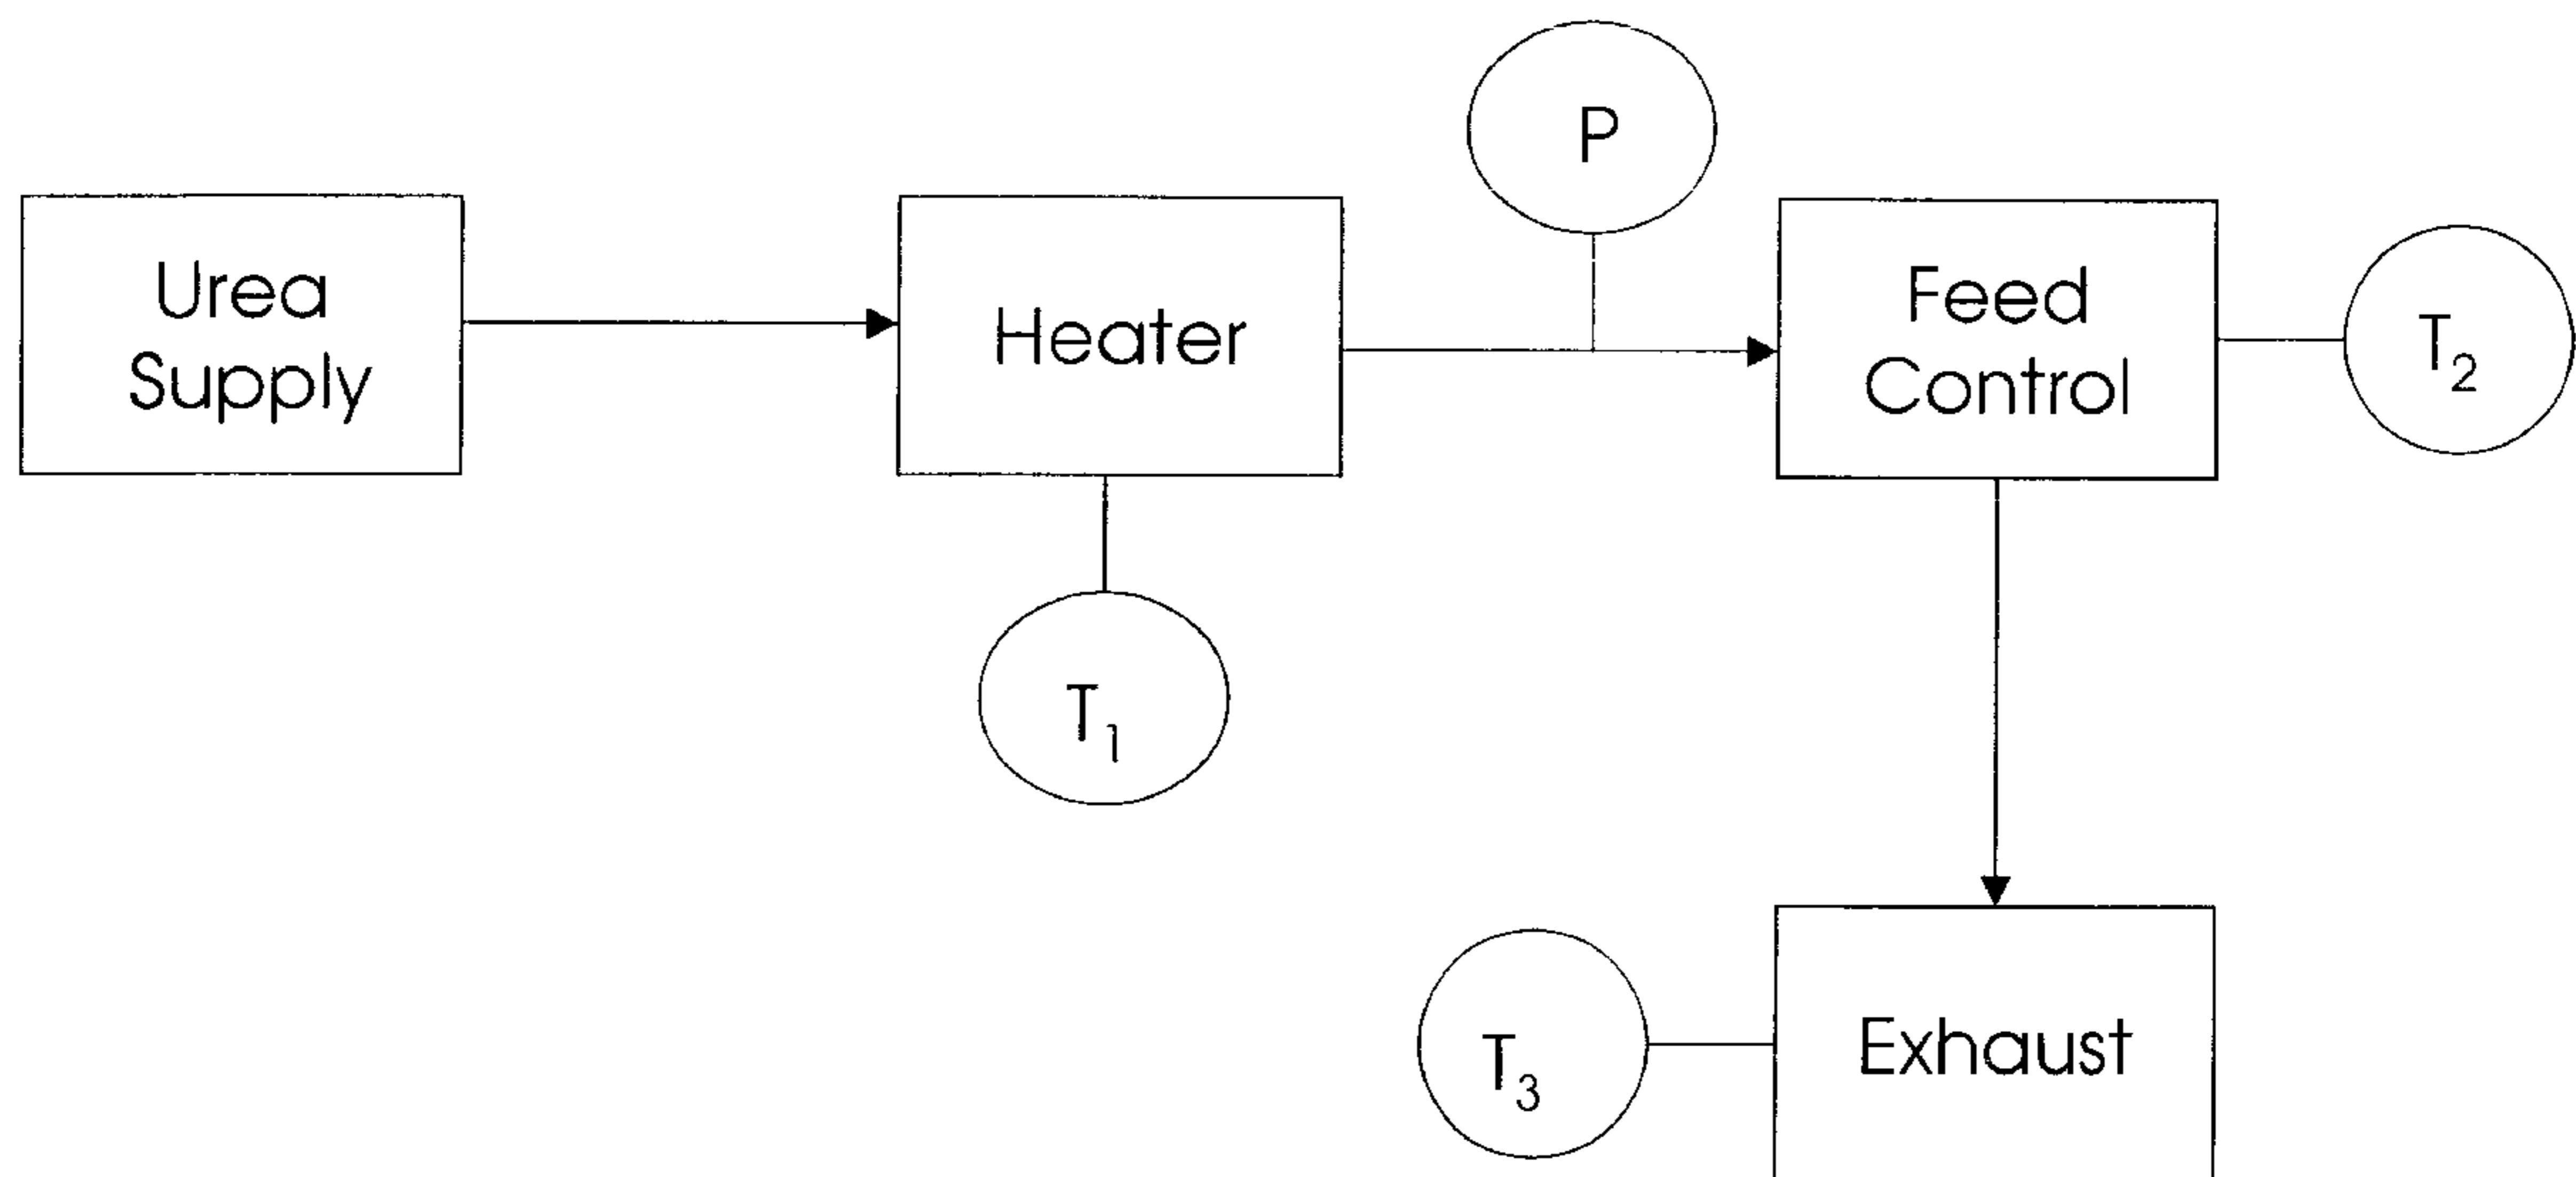 P
Urea
Supply
Heater
Feed
Control
T2
T1
T3
Exhaust